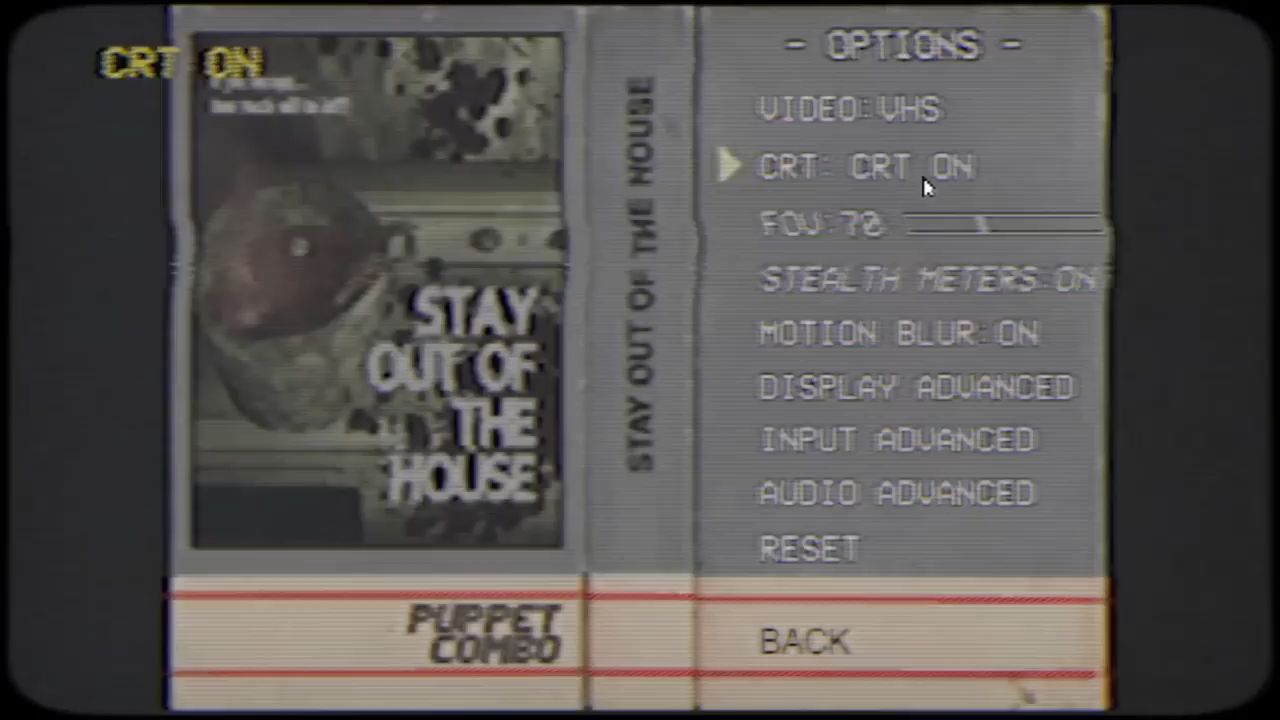 CRT ON
STAY
OUT OF
THE
HOUSE
PUPPET
COMBO
STAY OUT OF THE HOUSE
- OPTIONS -
VIDEO: VHS
CRT: CRT ON
FOV: 70
STEALTH METERS: ON
MOTION BLUR: ON
DISPLAY ADVANCED
INPUT ADVANCED
AUDIO ADVANCED
RESET
BACK